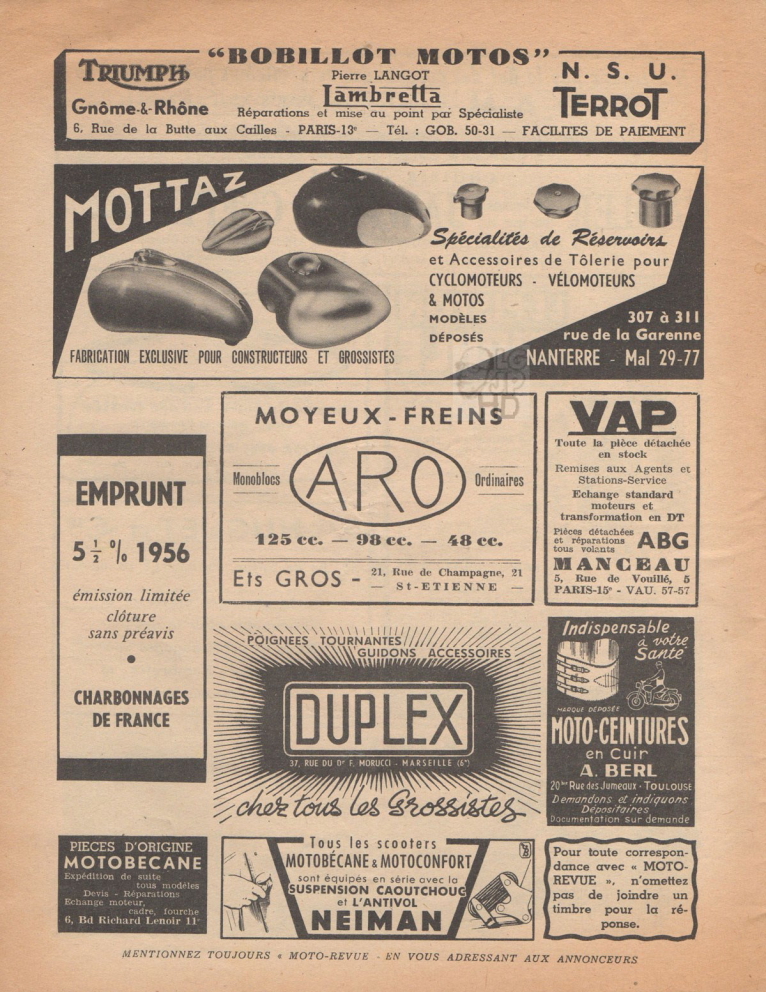 "BOBILLOT MOTOS"
TRIUMPH
Pierre LANGOT
N. S. U.
Gnôme-&-Rhône
Lambretta
TERROT
Réparations et mise au point par Spécialiste
6, Rue de la Butte aux Cailles - PARIS-13e — Tél. : GOB. 50-31 — FACILITES DE PAIEMENT
MOTTAZ
Spécialités de Réservoirs
et Accessoires de Tôlerie pour
CYCLOMOTEURS - VÉLOMOTEURS
& MOTOS
MODÈLES
DÉPOSÉS
307 à 311
rue de la Garenne
NANTERRE - Mal 29-77
FABRICATION EXCLUSIVE POUR CONSTRUCTEURS ET GROSSISTES
EMPRUNT
5 1/2 % 1956
émission limitée
clôture
sans préavis
•
CHARBONNAGES
DE FRANCE
MOYEUX-FREINS
Monoblocs
ARO
Ordinaires
125 cc. — 98 cc. — 48 cc.
Ets GROS - 21, Rue de Champagne, 21
— St-ETIENNE —
VAP
Toute la pièce détachée
en stock
Remises aux Agents et
Stations-Service
Echange standard
moteurs et
transformation en DT
Pièces détachées
et réparations
tous volants
ABG
MANCEAU
5, Rue de Vouillé, 5
PARIS-15e - VAU. 57-57
POIGNÉES TOURNANTES
GUIDONS ACCESSOIRES
DUPLEX
37, RUE DU Dr F. MORUCCI - MARSEILLE (6e)
chez tous les Grossistes
Indispensable
à votre
Santé
MARQUE DÉPOSÉE
MOTO-CEINTURES
en Cuir
A. BERL
20bis Rue des Jumeaux - TOULOUSE
Demandons et indiquons
Dépositaires
Documentation sur demande
PIECES D'ORIGINE
MOTOBECANE
Expédition de suite
tous modèles
Devis - Réparations
Echange moteur,
cadre, fourche
6, Bd Richard Lenoir 11e
Tous les scooters
MOTOBÉCANE & MOTOCONFORT
sont équipés en série avec la
SUSPENSION CAOUTCHOUC
et L'ANTIVOL
NEIMAN
Pour toute correspon-
dance avec « MOTO-
REVUE », n'omettez
pas de joindre un
timbre pour la ré-
ponse.
MENTIONNEZ TOUJOURS « MOTO-REVUE - EN VOUS ADRESSANT AUX ANNONCEURS